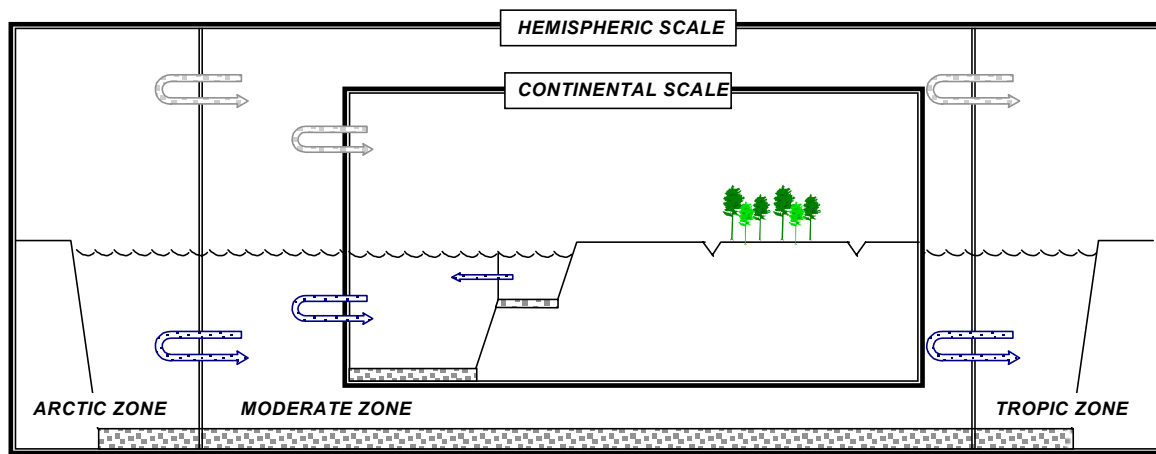 HEMISPHERIC SCALE
CONTINENTAL SCALE
ARCTIC ZONE
MODERATE ZONE
TROPIC ZONE